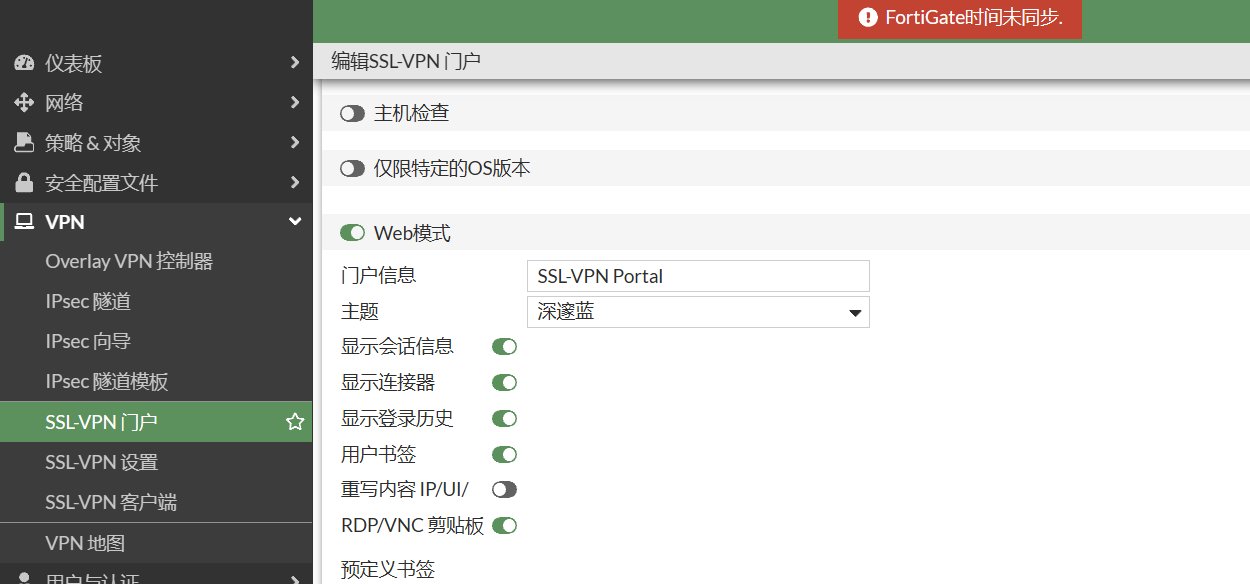 FortiGate时间未同步.
仪表板
网络
策略 & 对象
安全配置文件
VPN
Overlay VPN 控制器
IPsec 隧道
IPsec 向导
IPsec 隧道模板
SSL-VPN 门户
SSL-VPN 设置
SSL-VPN 客户端
VPN 地图
用户与认证
编辑SSL-VPN 门户
主机检查
仅限特定的OS版本
Web模式
门户信息 SSL-VPN Portal
主题 深邃蓝
显示会话信息
显示连接器
显示登录历史
用户书签
重写内容 IP/UI/
RDP/VNC 剪贴板
预定义书签